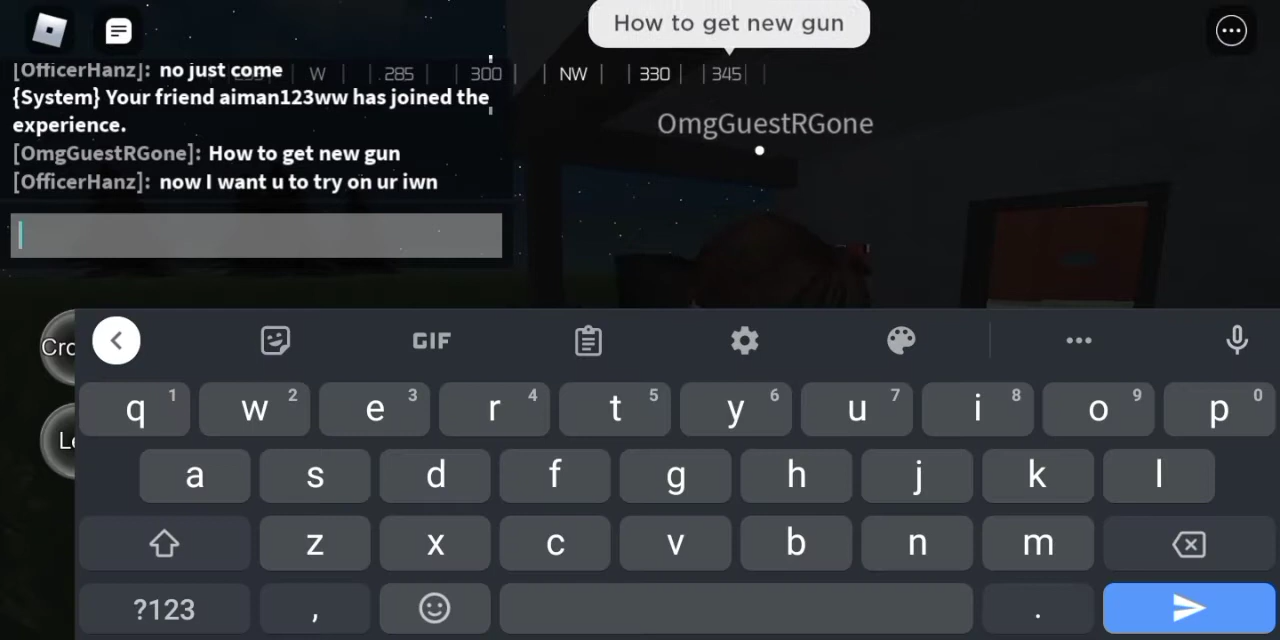 How to get new gun
[OfficerHanz]: no just come
W 285 300 NW 330 345
{System} Your friend aiman123ww has joined the
experience.
OmgGuestRGone
[OmgGuestRGone]: How to get new gun
[OfficerHanz]: now I want u to try on ur iwn
Cro
GIF
q 1 w 2 e 3 r 4 t 5 y 6 u 7 i 8 o 9 p 0
a s d f g h j k l
Le
z x c v b n m
?123 , .